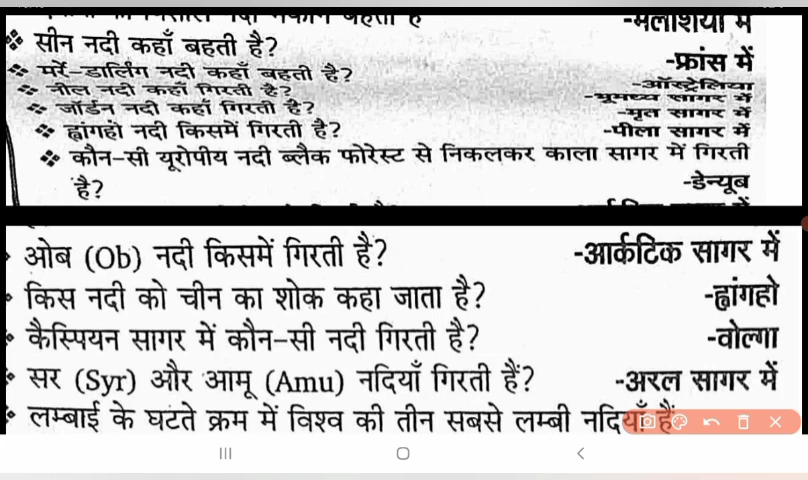 -मलेशिया में
❖ सीन नदी कहाँ बहती है?
-फ्रांस में
❖ मर्रे-डार्लिंग नदी कहाँ बहती है?
-ऑस्ट्रेलिया
❖ नील नदी कहाँ गिरती है?
-भूमध्य सागर में
❖ जॉर्डन नदी कहाँ गिरती है?
-मृत सागर में
❖ ह्वांगहो नदी किसमें गिरती है? -पीला सागर में
❖ कौन-सी यूरोपीय नदी ब्लैक फोरेस्ट से निकलकर काला सागर में गिरती
है? -डेन्यूब
ओब (Ob) नदी किसमें गिरती है? -आर्कटिक सागर में
किस नदी को चीन का शोक कहा जाता है? -ह्वांगहो
कैस्पियन सागर में कौन-सी नदी गिरती है? -वोल्गा
सर (Syr) और आमू (Amu) नदियाँ गिरती हैं? -अरल सागर में
लम्बाई के घटते क्रम में विश्व की तीन सबसे लम्बी नदियाँ हैं